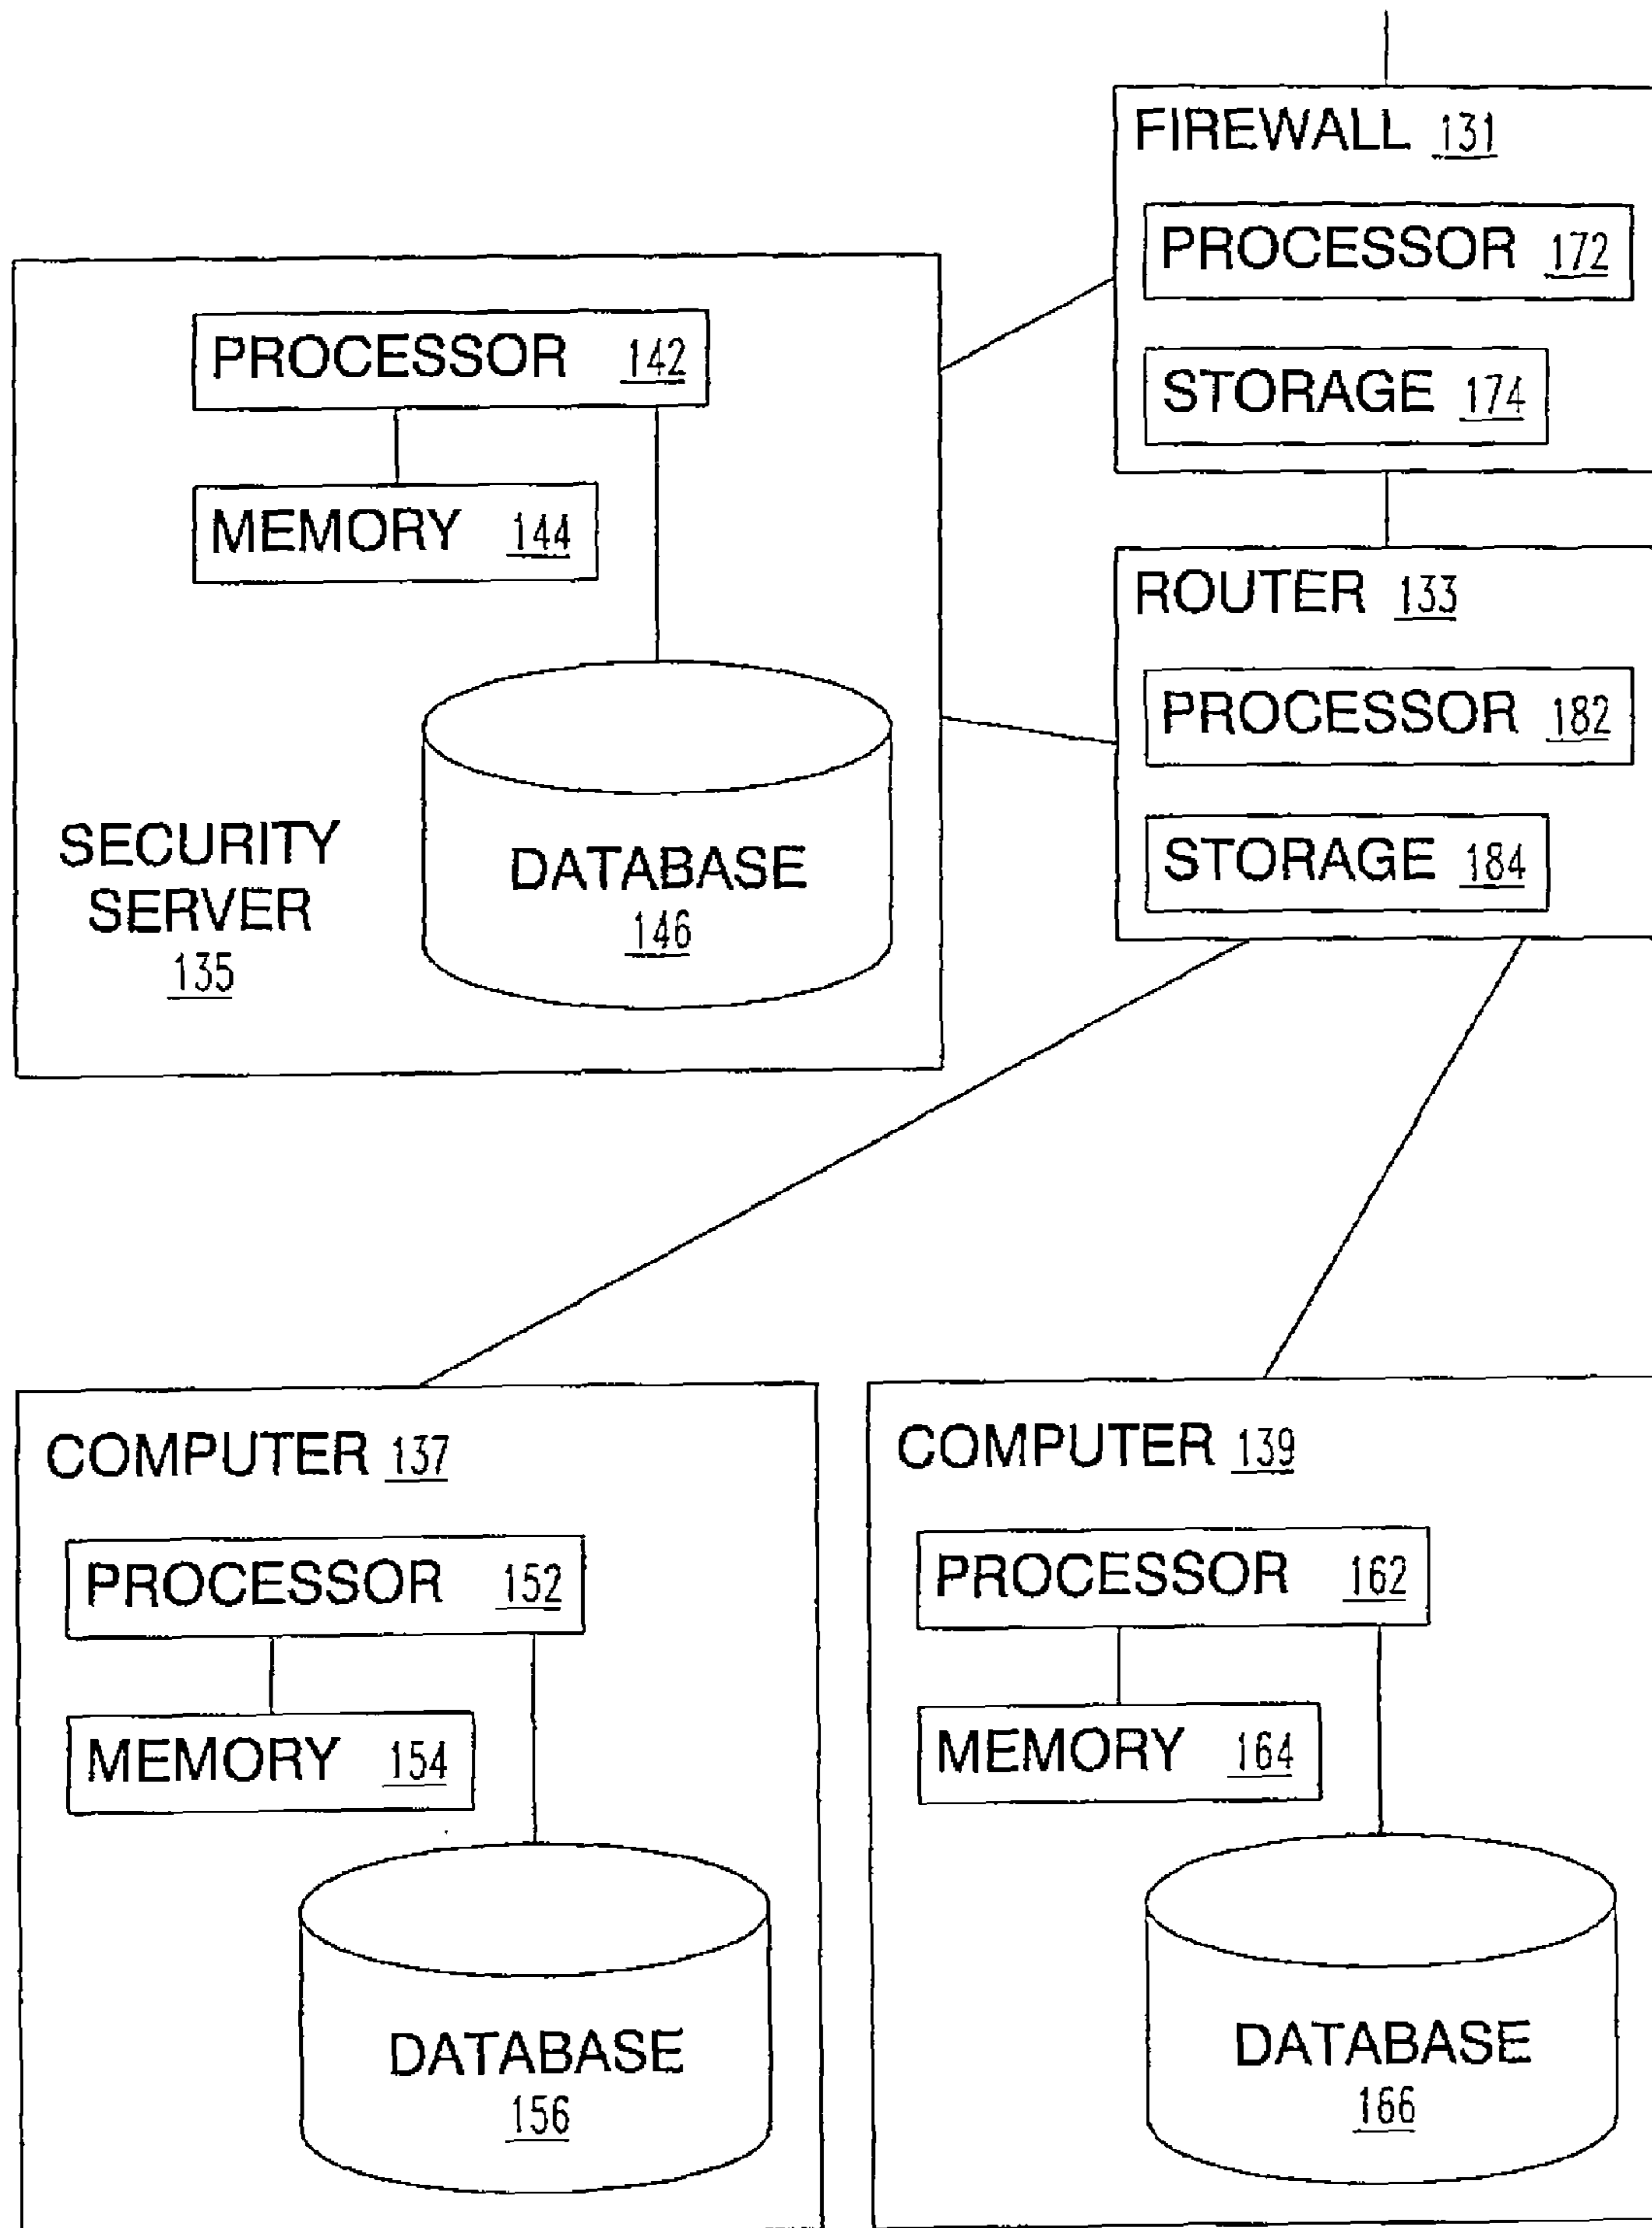 FIREWALL 131
PROCESSOR 172
STORAGE 174
PROCESSOR 142
MEMORY 144
DATABASE
146
SECURITY
SERVER
135
ROUTER 133
PROCESSOR 182
STORAGE 184
COMPUTER 137
PROCESSOR 152
MEMORY 154
DATABASE
156
COMPUTER 139
PROCESSOR 162
MEMORY 164
DATABASE
166